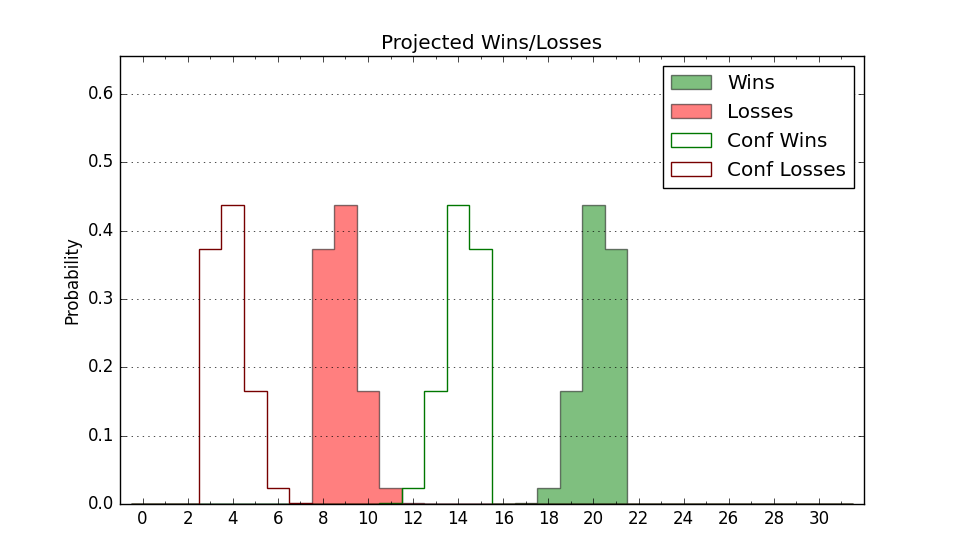 Projected Wins/Losses
Wins
Losses
Conf Wins
Conf Losses
Probability
0.6
0.5
0.4
0.3
0.2
0.1
0.0
0 2 4 6 8 10 12 14 16 18 20 22 24 26 28 30